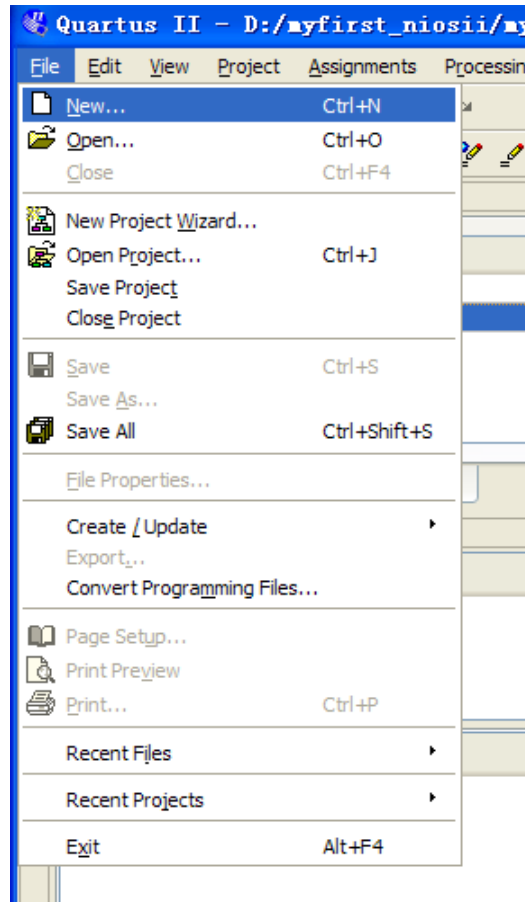 Quartus II - D:/myfirst_niosii/my
File Edit View Project Assignments Processin
New... Ctrl+N
Open... Ctrl+O
Close Ctrl+F4
New Project Wizard...
Open Project... Ctrl+J
Save Project
Close Project
Save Ctrl+S
Save As...
Save All Ctrl+Shift+S
File Properties...
Create / Update
Export...
Convert Programming Files...
Page Setup...
Print Preview
Print... Ctrl+P
Recent Files
Recent Projects
Exit Alt+F4